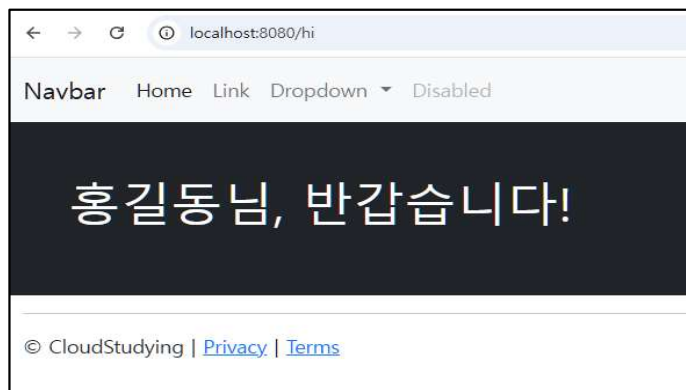 localhost:8080/hi
Navbar Home Link Dropdown Disabled
홍길동님, 반갑습니다!
© CloudStudying | Privacy | Terms